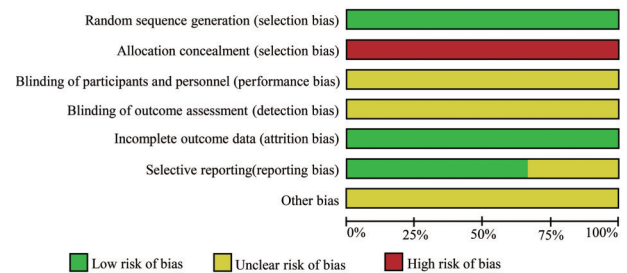 Random sequence generation (selection bias)
Allocation concealment (selection bias)
Blinding of participants and personnel (performance bias)
Blinding of outcome assessment (detection bias)
Incomplete outcome data (attrition bias)
Selective reporting(reporting bias)
Other bias
0% 25% 50% 75% 100%
Low risk of bias Unclear risk of bias High risk of bias